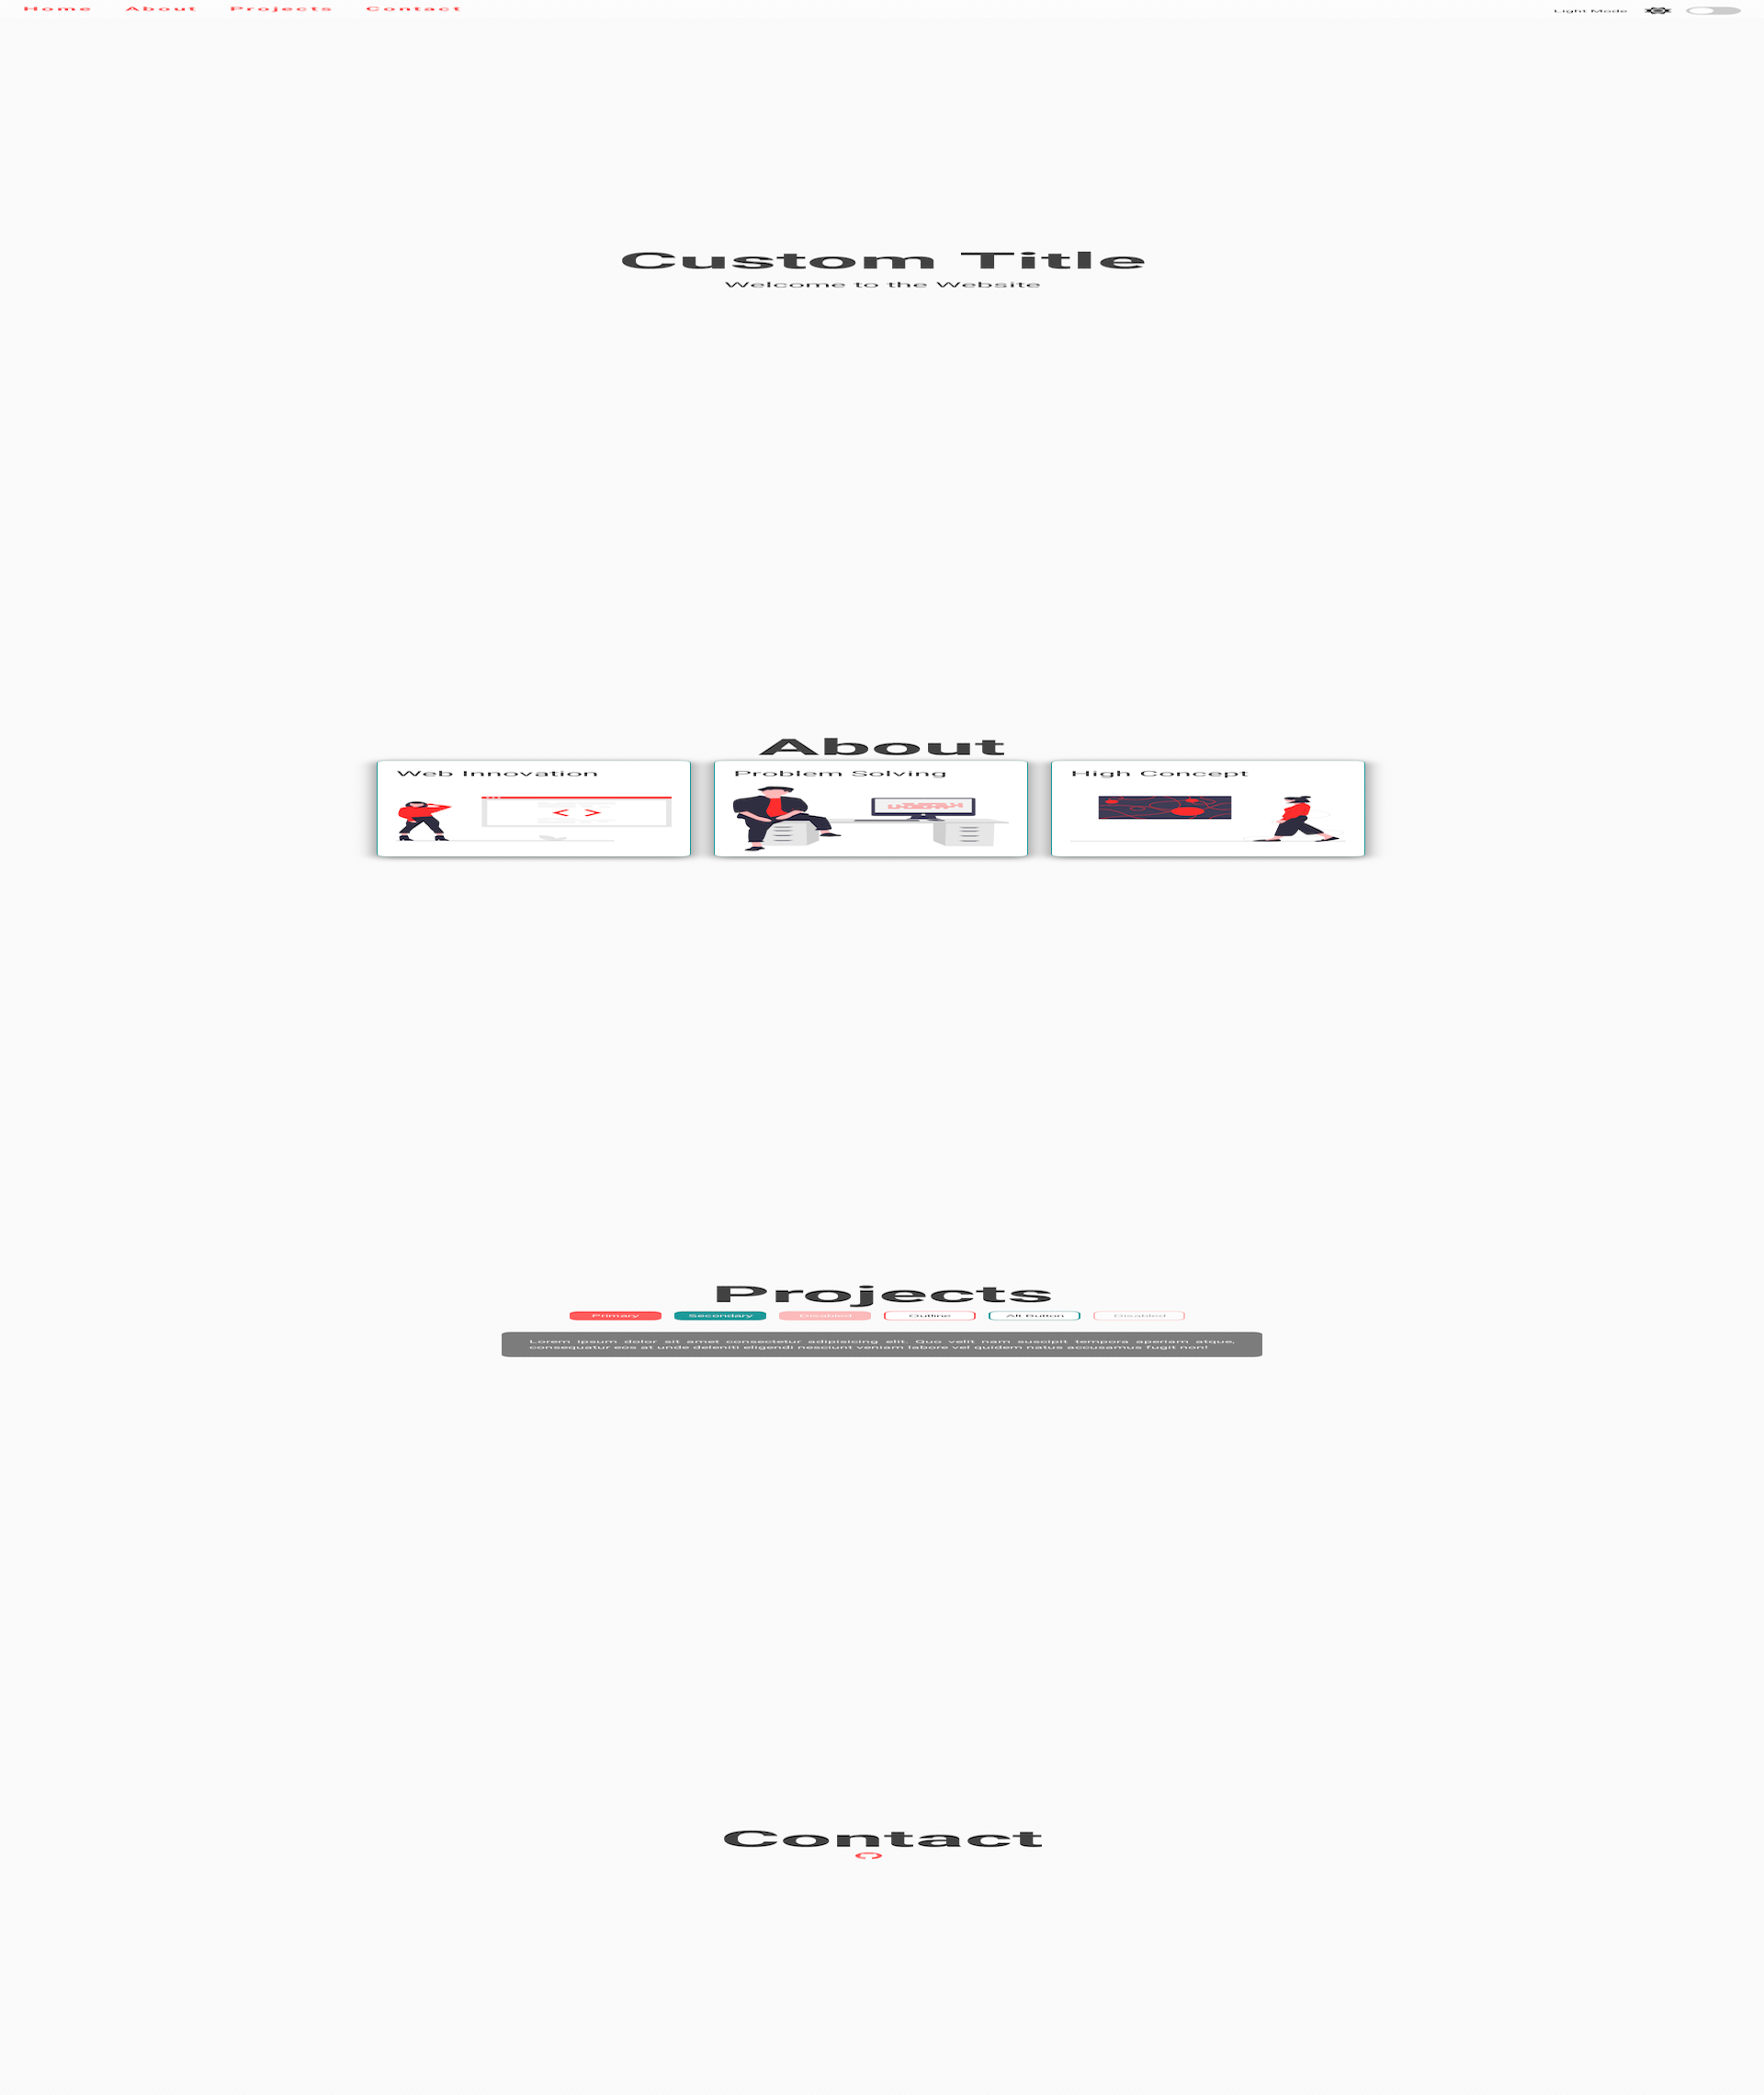 Home About Projects Contact
Light Mode
Custom Title
Welcome to the Website
About
Web Innovation
Problem Solving
High Concept
Projects
Primary Secondary Disabled Outline Alt Button Disabled
Lorem ipsum dolor sit amet consectetur adipisicing elit. Quo velit nam suscipit tempora aperiam atque,
consequatur eos at unde deleniti eligendi nesciunt veniam labore vel quidem natus accusamus fugit non!
Contact